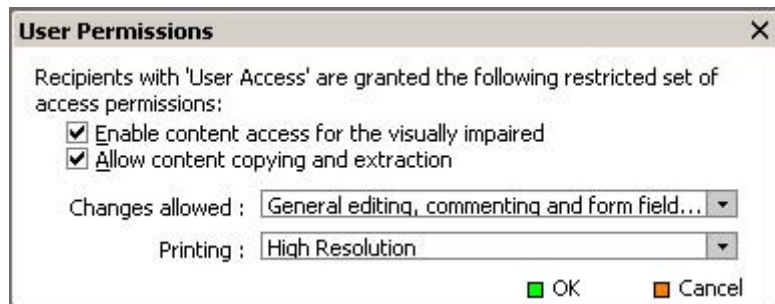 User Permissions
Recipients with 'User Access' are granted the following restricted set of
access permissions:
Enable content access for the visually impaired
Allow content copying and extraction
Changes allowed : General editing, commenting and form field...
Printing : High Resolution
OK Cancel